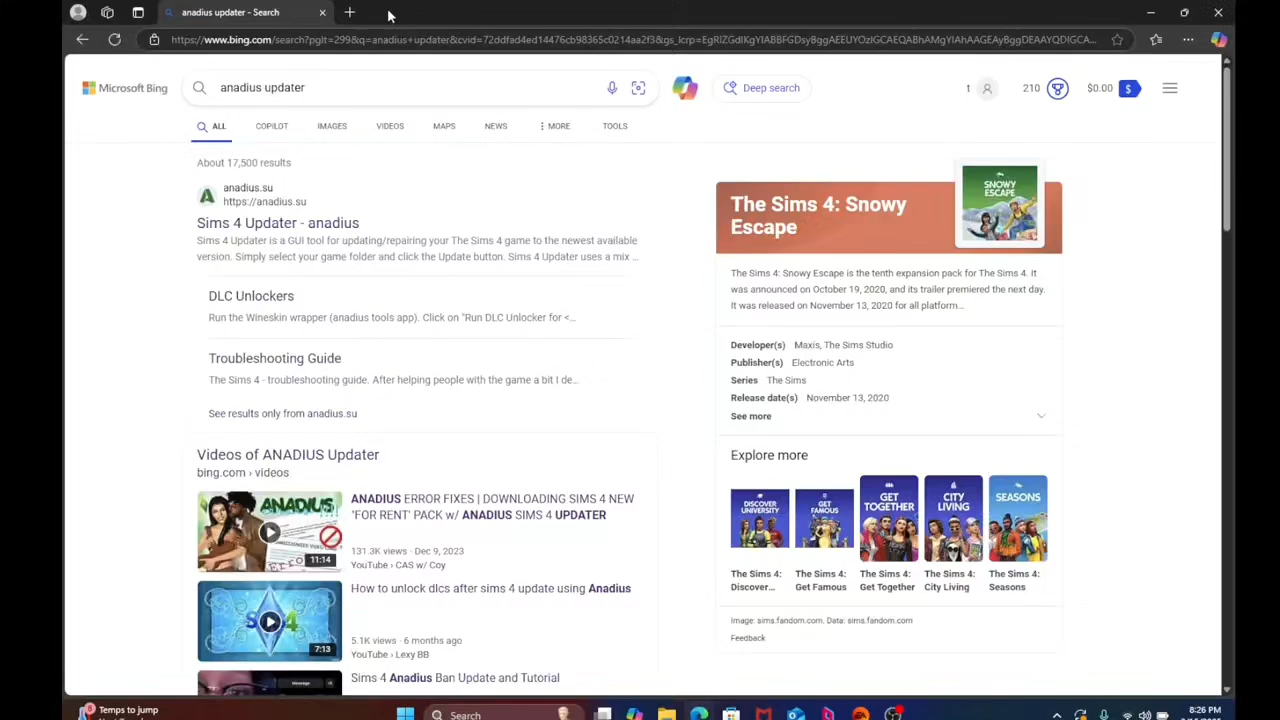 anadius updater - Search
https://www.bing.com/search?pglt=299&q=anadius+updater&cvid=72ddfad4ed14476cb98365c0214aa2f3&gs_lcrp=
Microsoft Bing
anadius updater
Deep search
t
210
$0.00
ALL
COPILOT
IMAGES
VIDEOS
MAPS
NEWS
MORE
TOOLS
About 17,500 results
anadius.su
https://anadius.su
Sims 4 Updater - anadius
Sims 4 Updater is a GUI tool for updating/repairing your The Sims 4 game to the newest available
version. Simply select your game folder and click the Update button. Sims 4 Updater uses a mix ...
DLC Unlockers
Run the Wineskin wrapper (anadius tools app). Click on "Run DLC Unlocker for <...
Troubleshooting Guide
The Sims 4 - troubleshooting guide. After helping people with the game a bit I de...
See results only from anadius.su
Videos of ANADIUS Updater
bing.com › videos
ANADIUS
11:14
ANADIUS ERROR FIXES | DOWNLOADING SIMS 4 NEW
'FOR RENT' PACK w/ ANADIUS SIMS 4 UPDATER
131.3K views · Dec 9, 2023
YouTube › CAS w/ Coy
7:13
How to unlock dlcs after sims 4 update using Anadius
5.1K views · 6 months ago
YouTube › Lexy BB
Sims 4 Anadius Ban Update and Tutorial
The Sims 4: Snowy
Escape
SNOWY
ESCAPE
The Sims 4: Snowy Escape is the tenth expansion pack for The Sims 4. It
was announced on October 19, 2020, and its trailer premiered the next day.
It was released on November 13, 2020 for all platform...
Developer(s) Maxis, The Sims Studio
Publisher(s) Electronic Arts
Series The Sims
Release date(s) November 13, 2020
See more
Explore more
DISCOVER
UNIVERSITY
GET
FAMOUS
GET
TOGETHER
CITY
LIVING
SEASONS
The Sims 4:
Discover...
The Sims 4:
Get Famous
The Sims 4:
Get Together
The Sims 4:
City Living
The Sims 4:
Seasons
Image: sims.fandom.com. Data: sims.fandom.com
Feedback
Temps to jump
Search
8:26 PM